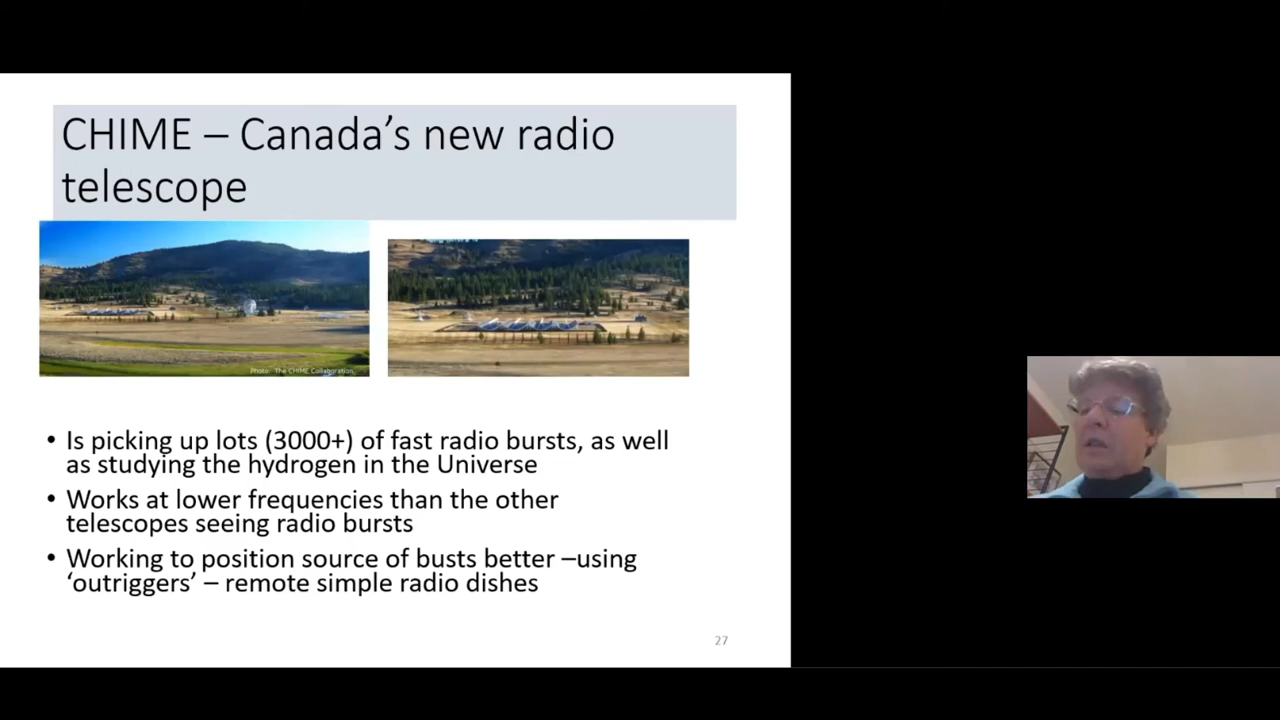 CHIME – Canada’s new radio
telescope
Photo: The CHIME Collaboration.
• Is picking up lots (3000+) of fast radio bursts, as well
as studying the hydrogen in the Universe
• Works at lower frequencies than the other
telescopes seeing radio bursts
• Working to position source of busts better –using
‘outriggers’ – remote simple radio dishes
27